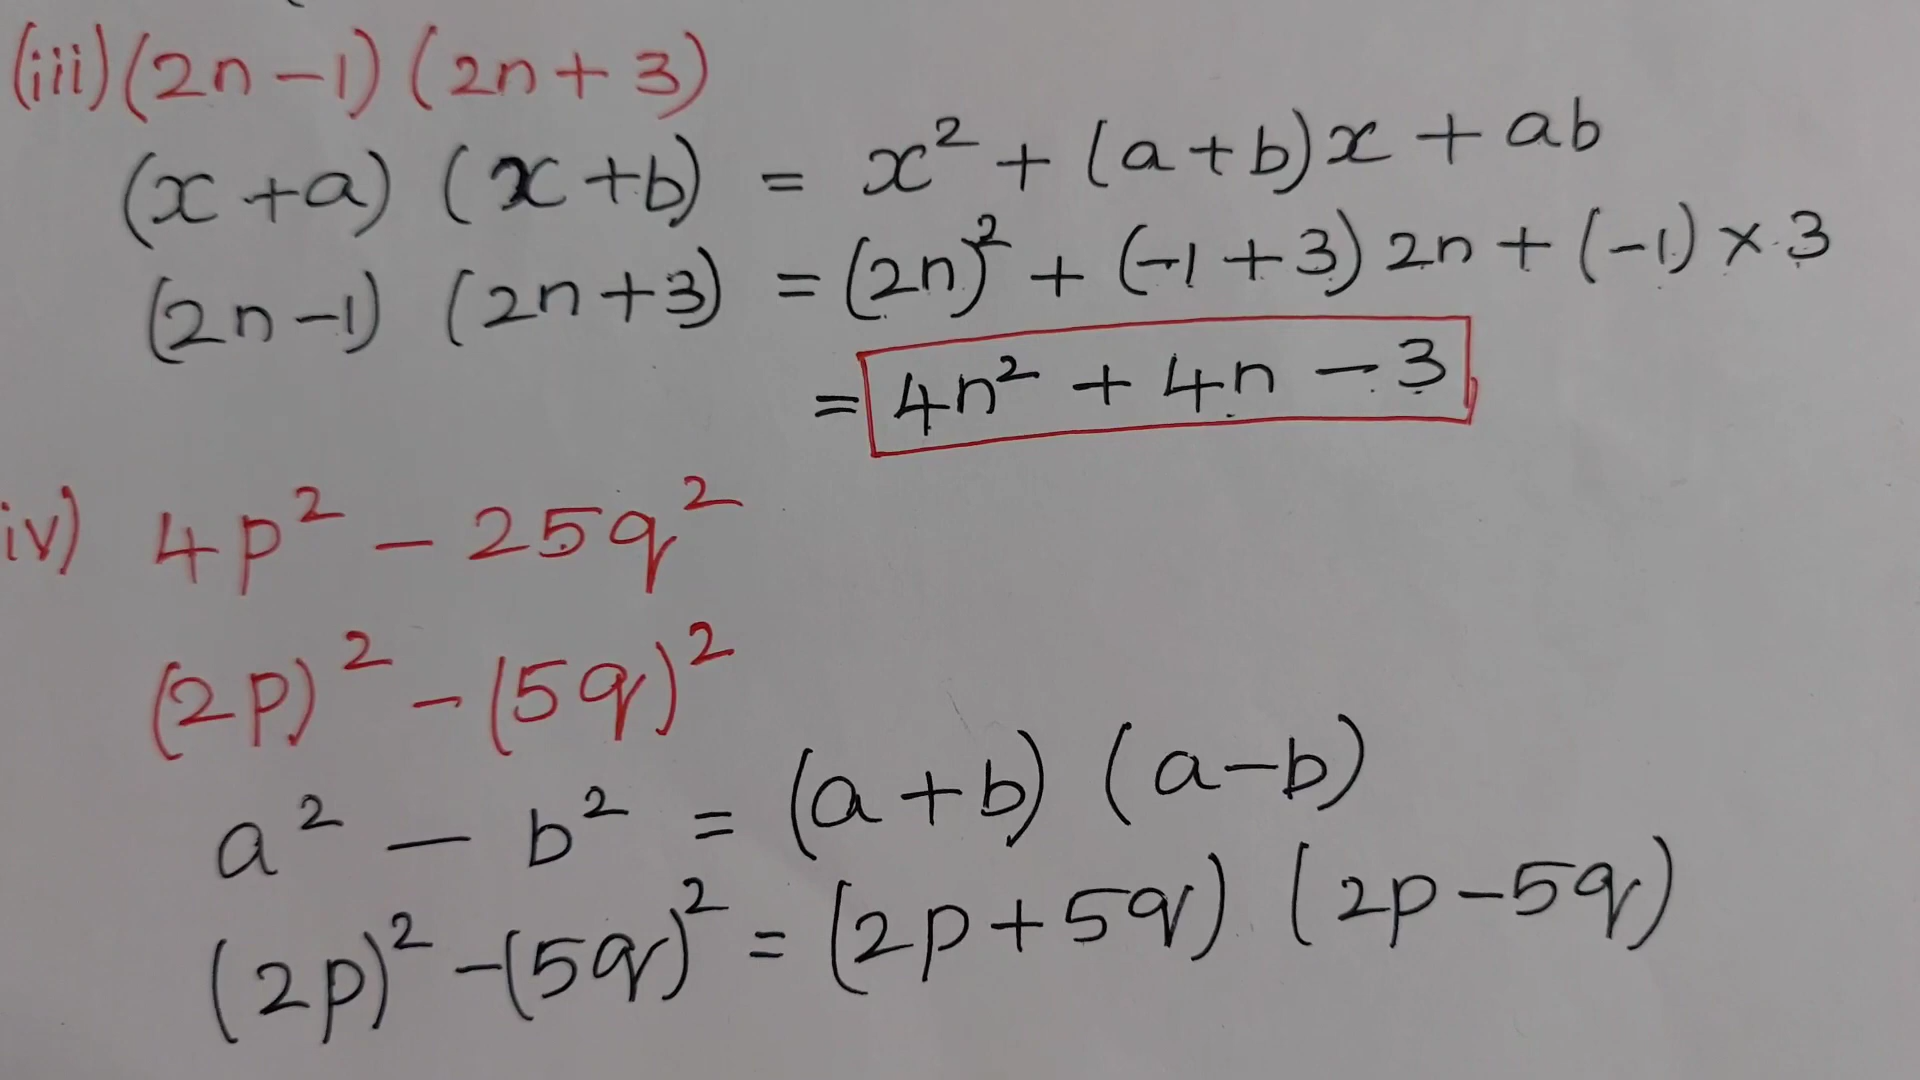 (iii) (2n-1) (2n+3)
(x+a) (x+b) = x² + (a+b)x + ab
(2n-1) (2n+3) = (2n)² + (-1+3) 2n + (-1) × 3
= 4n² + 4n - 3
iv) 4p² - 25q²
(2p)² - (5q)²
a² - b² = (a+b) (a-b)
(2p)² - (5q)² = (2p+5q) (2p-5q)